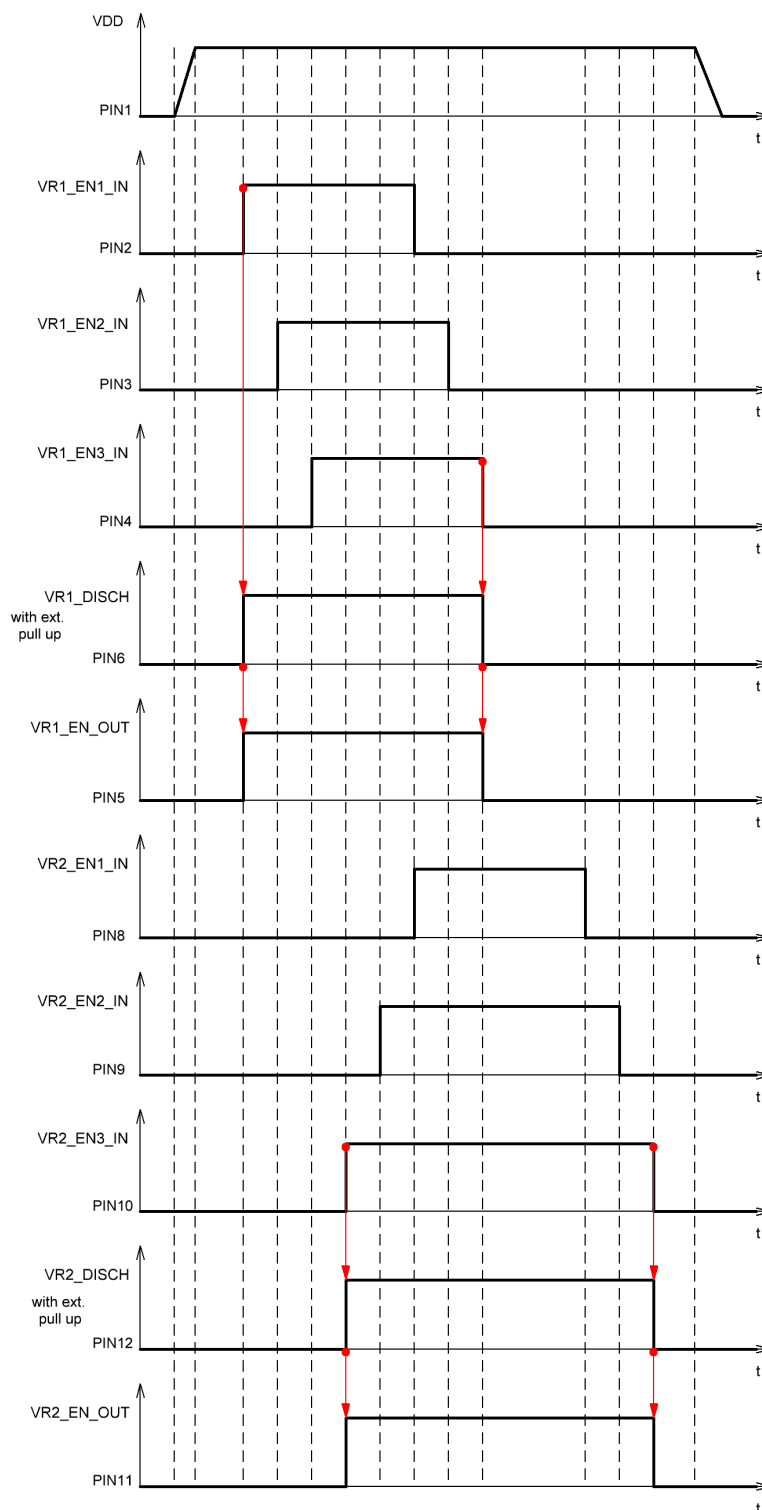 VDD
PIN1
t
VR1_EN1_IN
PIN2
t
VR1_EN2_IN
PIN3
t
VR1_EN3_IN
PIN4
t
VR1_DISCH
with ext.
pull up
PIN6
t
VR1_EN_OUT
PIN5
t
VR2_EN1_IN
PIN8
t
VR2_EN2_IN
PIN9
t
VR2_EN3_IN
PIN10
t
VR2_DISCH
with ext.
pull up
PIN12
t
VR2_EN_OUT
PIN11
t